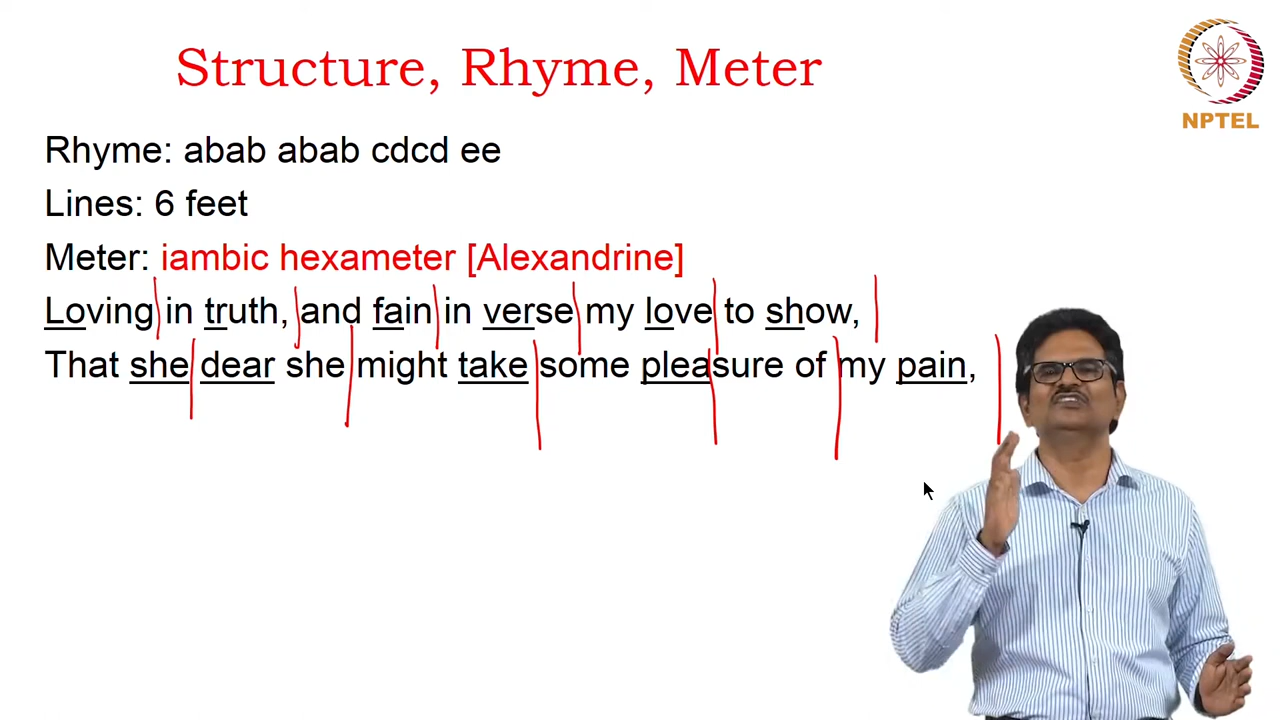 Structure, Rhyme, Meter
NPTEL
Rhyme: abab abab cdcd ee
Lines: 6 feet
Meter: iambic hexameter [Alexandrine]
Loving in truth, and fain in verse my love to show,
That she dear she might take some pleasure of my pain,